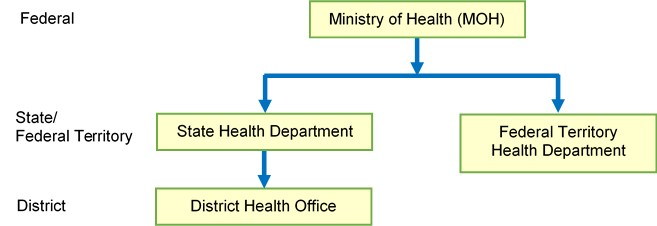 Federal
Ministry of Health (MOH)
State/
Federal Territory
State Health Department
Federal Territory
Health Department
District
District Health Office